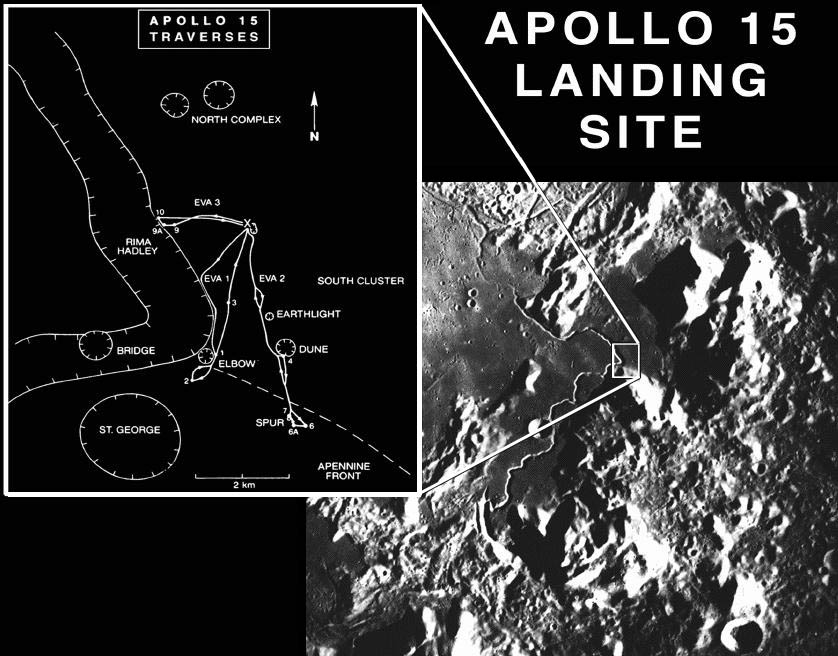 APOLLO 15
TRAVERSES
APOLLO 15
LANDING
SITE
NORTH COMPLEX
N
10
EVA 3
X
9A
9
RIMA
HADLEY
EVA 1
EVA 2
SOUTH CLUSTER
3
EARTHLIGHT
BRIDGE
1
ELBOW
DUNE
4
2
7
SPUR
6A
6
ST. GEORGE
APENNINE
FRONT
2 km